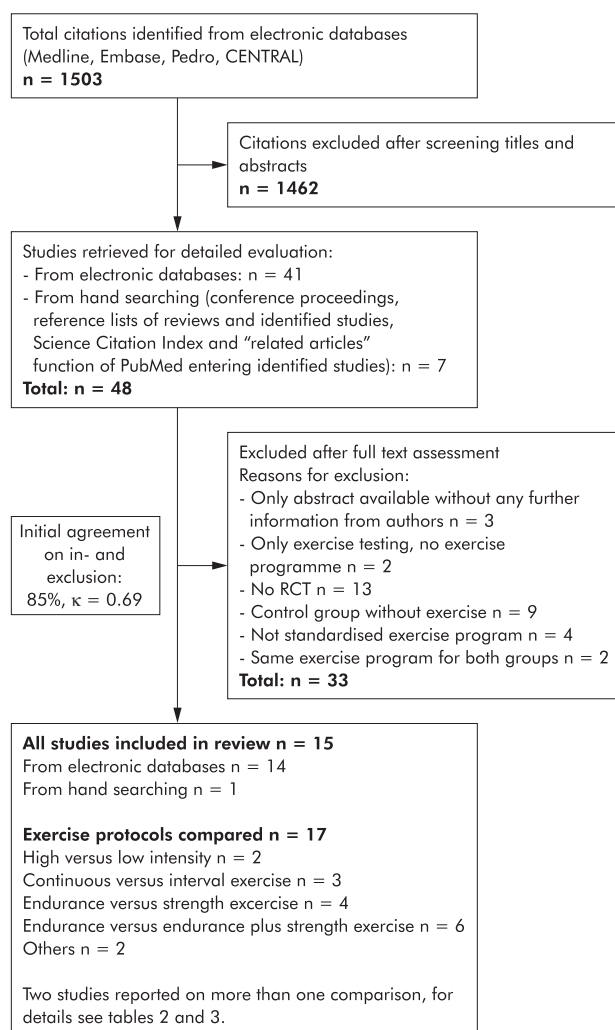 Total citations identified from electronic databases
(Medline, Embase, Pedro, CENTRAL)
n = 1503
Citations excluded after screening titles and
abstracts
n = 1462
Studies retrieved for detailed evaluation:
- From electronic databases: n = 41
- From hand searching (conference proceedings,
reference lists of reviews and identified studies,
Science Citation Index and “related articles”
function of PubMed entering identified studies): n = 7
Total: n = 48
Excluded after full text assessment
Reasons for exclusion:
- Only abstract available without any further
information from authors n = 3
- Only exercise testing, no exercise
programme n = 2
- No RCT n = 13
- Control group without exercise n = 9
- Not standardised exercise program n = 4
- Same exercise program for both groups n = 2
Total: n = 33
Initial agreement
on in- and
exclusion:
85%, κ = 0.69
All studies included in review n = 15
From electronic databases n = 14
From hand searching n = 1
Exercise protocols compared n = 17
High versus low intensity n = 2
Continuous versus interval exercise n = 3
Endurance versus strength excercise n = 4
Endurance versus endurance plus strength exercise n = 6
Others n = 2
Two studies reported on more than one comparison, for
details see tables 2 and 3.